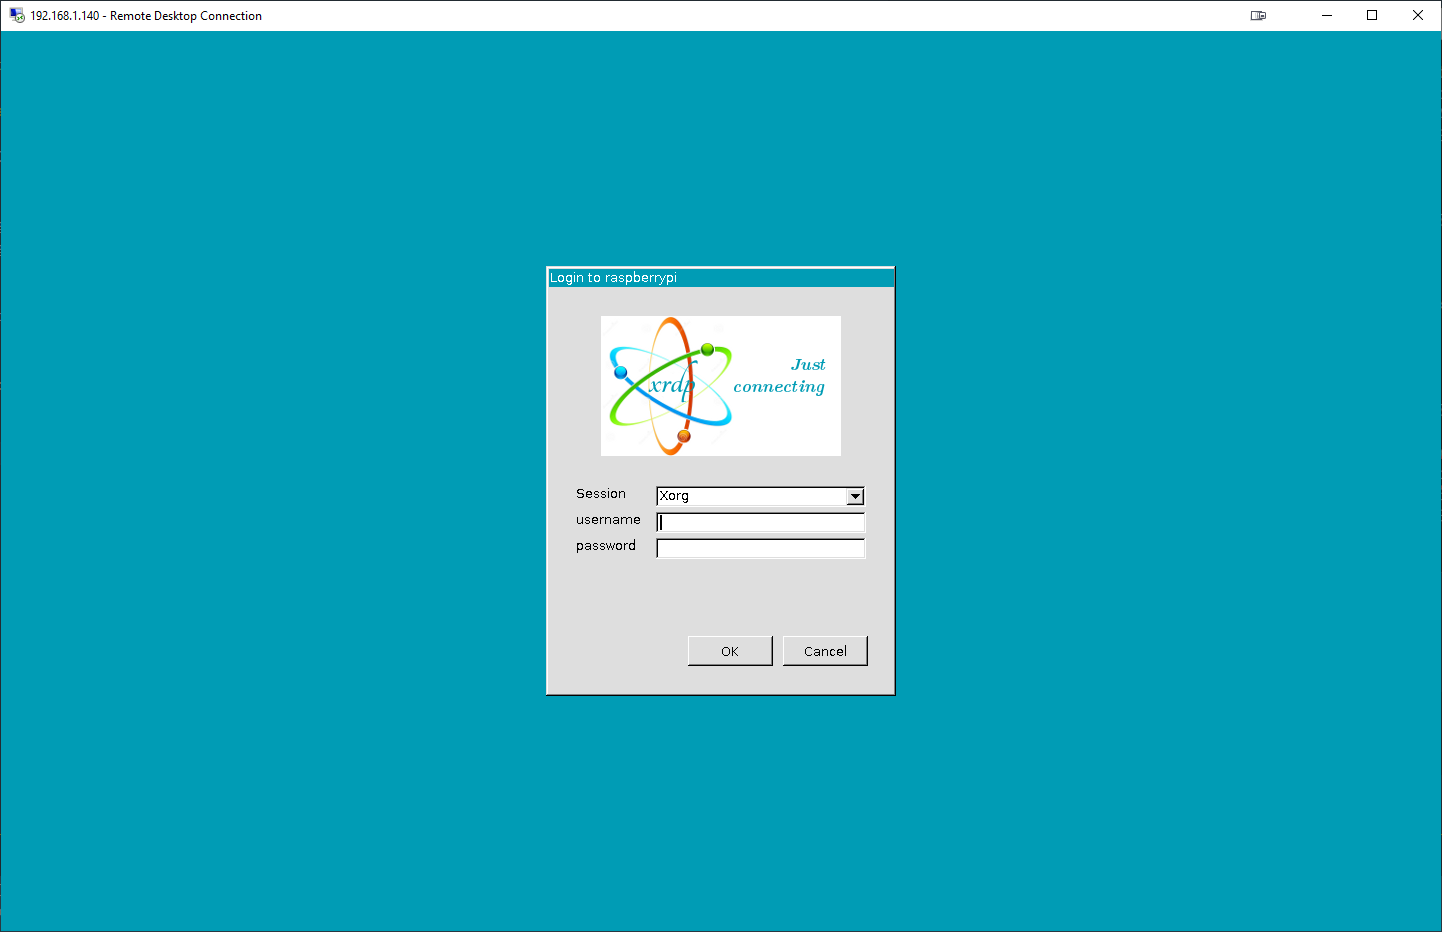 192.168.1.140 - Remote Desktop Connection
Login to raspberrypi
xrdp
Just
connecting
Session
Xorg
username
password
OK
Cancel